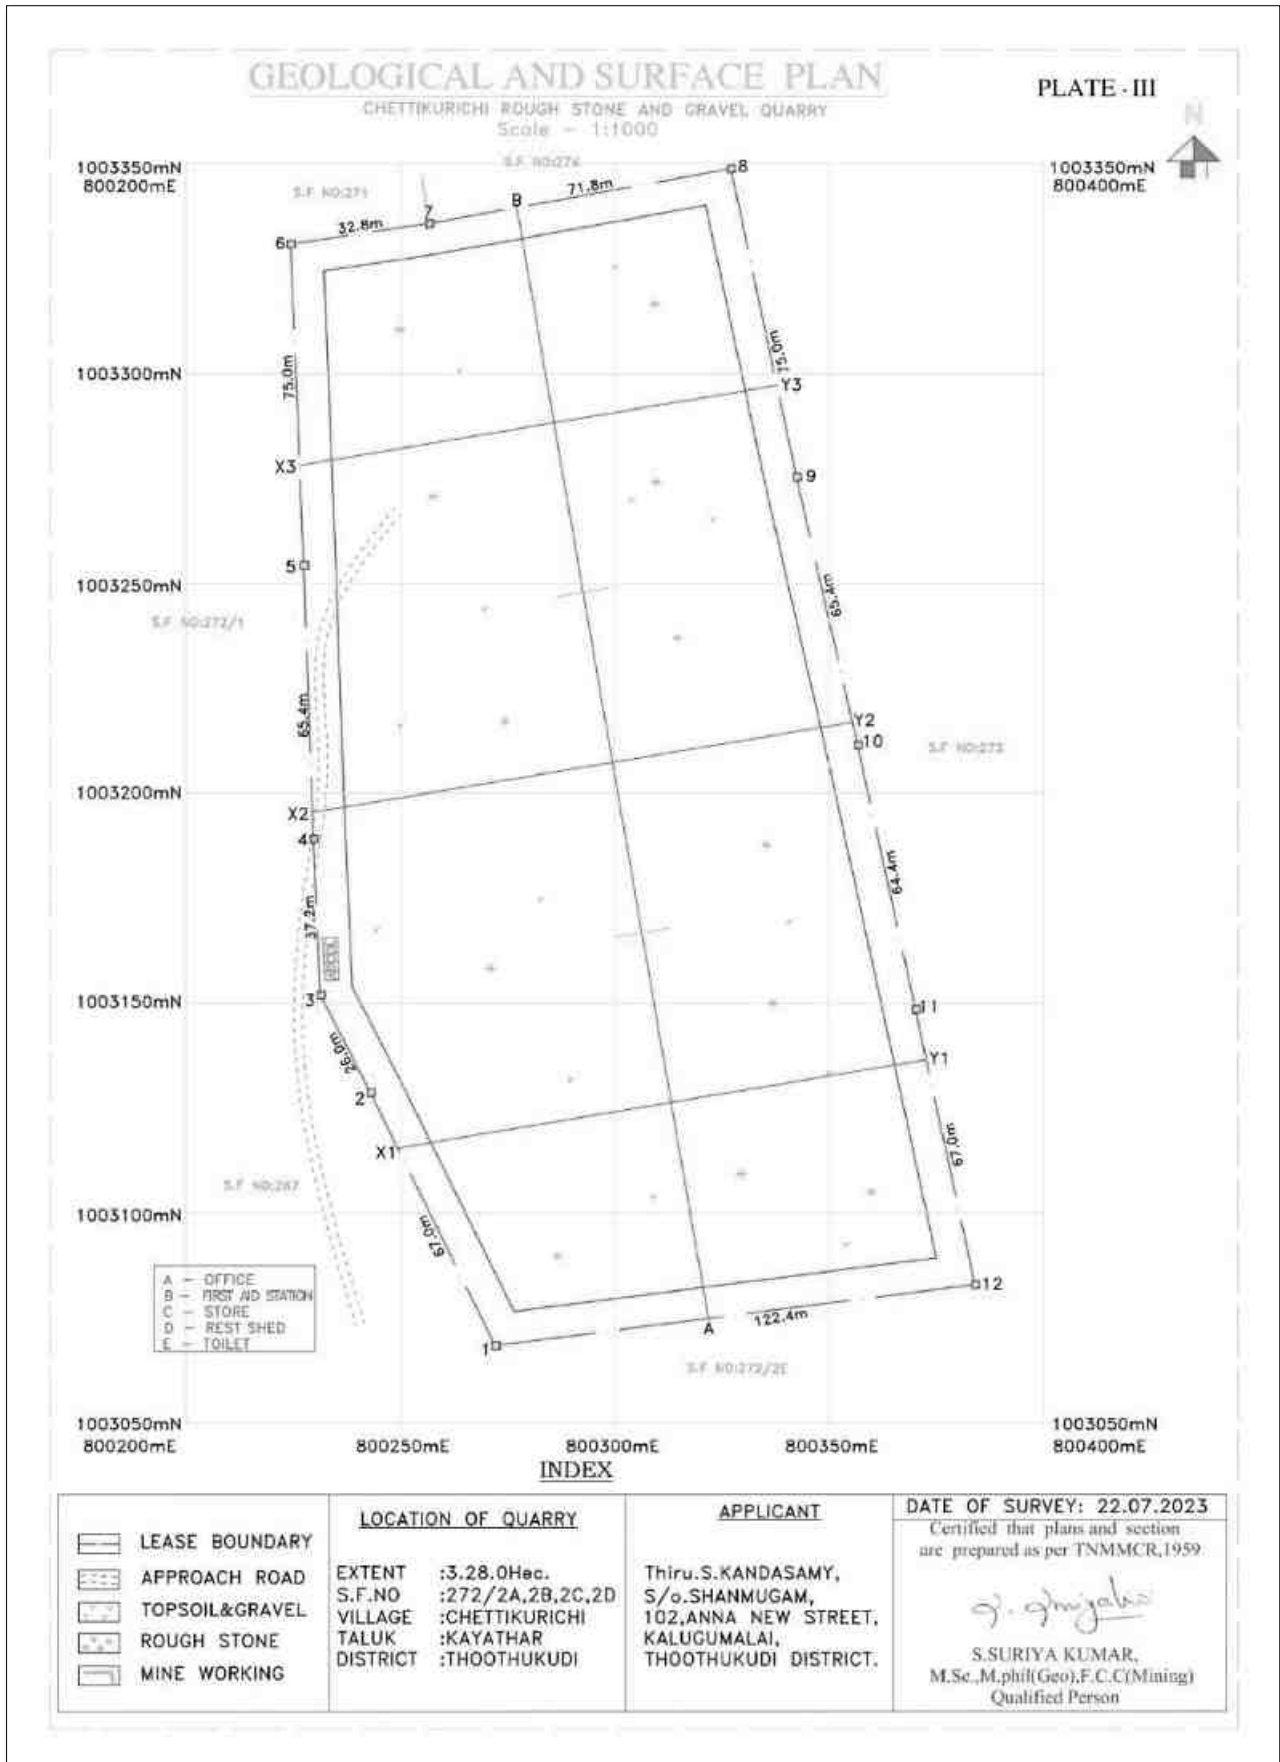 GEOLOGICAL AND SURFACE PLAN
PLATE - III
CHETTIKURICHI ROUGH STONE AND GRAVEL QUARRY
Scale - 1:1000
N
1003350mN
800200mE
1003350mN
800400mE
S.F NO:274
S.F NO:271
8
71.8m
B
7
32.8m
6
75.0m
75.0m
1003300mN
Y3
X3
9
5
1003250mN
65.4m
S.F NO:272/1
65.4m
Y2
10
S.F NO:273
1003200mN
X2
4
64.4m
37.2m
3
1003150mN
11
26.0m
Y1
2
X1
67.0m
S.F NO:267
1003100mN
67.0m
A - OFFICE
B - FIRST AID STATION
C - STORE
D - REST SHED
E - TOILET
12
122.4m
A
1
S.F NO:272/2E
1003050mN
800200mE
800250mE
800300mE
800350mE
1003050mN
800400mE
INDEX
LEASE BOUNDARY
APPROACH ROAD
TOPSOIL&GRAVEL
ROUGH STONE
MINE WORKING
LOCATION OF QUARRY
EXTENT :3.28.0Hec.
S.F.NO :272/2A,2B,2C,2D
VILLAGE :CHETTIKURICHI
TALUK :KAYATHAR
DISTRICT :THOOTHUKUDI
APPLICANT
Thiru.S.KANDASAMY,
S/o.SHANMUGAM,
102,ANNA NEW STREET,
KALUGUMALAI,
THOOTHUKUDI DISTRICT.
DATE OF SURVEY: 22.07.2023
Certified that plans and section
are prepared as per TNMMCR,1959
S.SURIYA KUMAR,
M.Sc.,M.phil(Geo),F.C.C(Mining)
Qualified Person